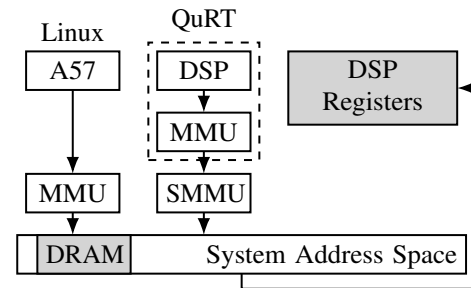 Linux
QuRT
A57
DSP
DSP
Registers
MMU
MMU
SMMU
DRAM
System Address Space